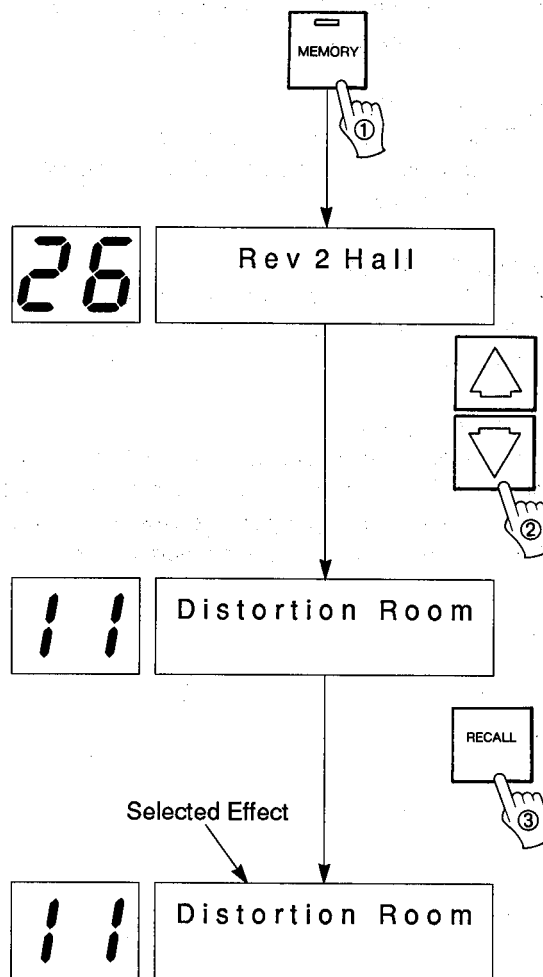 MEMORY
①
26 Rev 2 Hall
②
11 Distortion Room
RECALL
③
Selected Effect
11 Distortion Room